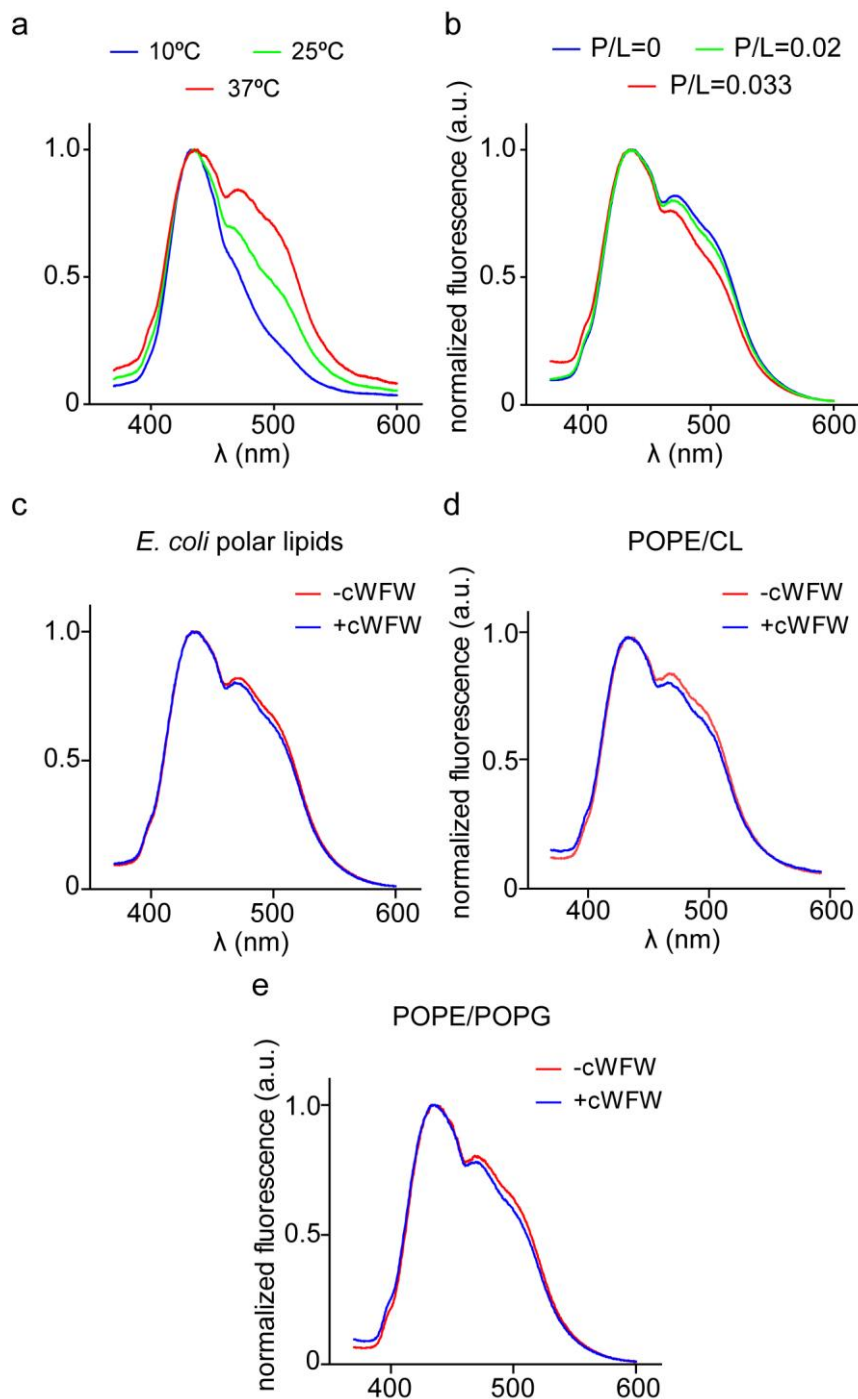 a
10ºC 25ºC
37ºC
1.0
0.5
0
400 500 600
λ (nm)
b
P/L=0 P/L=0.02
P/L=0.033
normalized fluorescence (a.u.)
1.0
0.5
0
400 500 600
λ (nm)
c
E. coli polar lipids
-cWFW
+cWFW
1.0
0.5
0
400 500 600
λ (nm)
d
POPE/CL
-cWFW
+cWFW
normalized fluorescence (a.u.)
1.0
0.5
0
400 500 600
λ (nm)
e
POPE/POPG
-cWFW
+cWFW
normalized fluorescence (a.u.)
1.0
0.5
0
400 500 600
λ (nm)